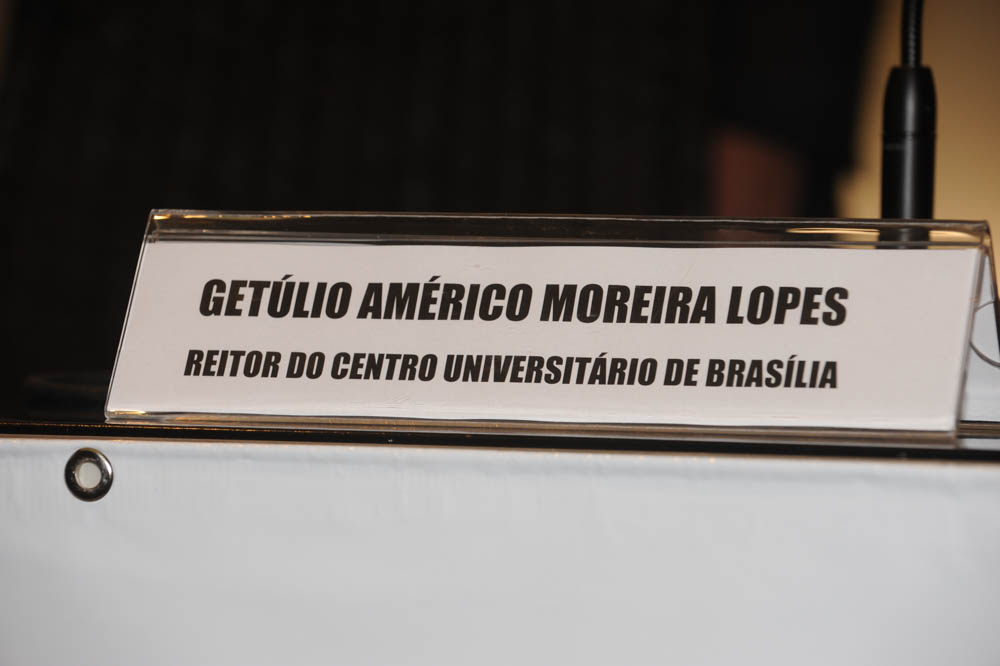 GETÚLIO AMÉRICO MOREIRA LOPES
REITOR DO CENTRO UNIVERSITÁRIO DE BRASÍLIA